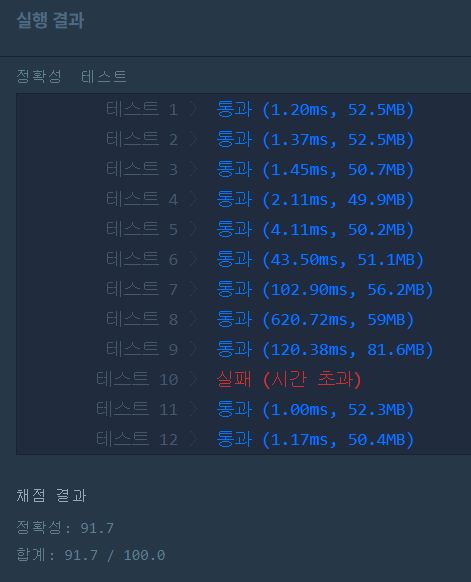 실행 결과
정확성 테스트
테스트 1 〉 통과 (1.20ms, 52.5MB)
테스트 2 〉 통과 (1.37ms, 52.5MB)
테스트 3 〉 통과 (1.45ms, 50.7MB)
테스트 4 〉 통과 (2.11ms, 49.9MB)
테스트 5 〉 통과 (4.11ms, 50.2MB)
테스트 6 〉 통과 (43.50ms, 51.1MB)
테스트 7 〉 통과 (102.90ms, 56.2MB)
테스트 8 〉 통과 (620.72ms, 59MB)
테스트 9 〉 통과 (120.38ms, 81.6MB)
테스트 10 〉 실패 (시간 초과)
테스트 11 〉 통과 (1.00ms, 52.3MB)
테스트 12 〉 통과 (1.17ms, 50.4MB)
채점 결과
정확성: 91.7
합계: 91.7 / 100.0